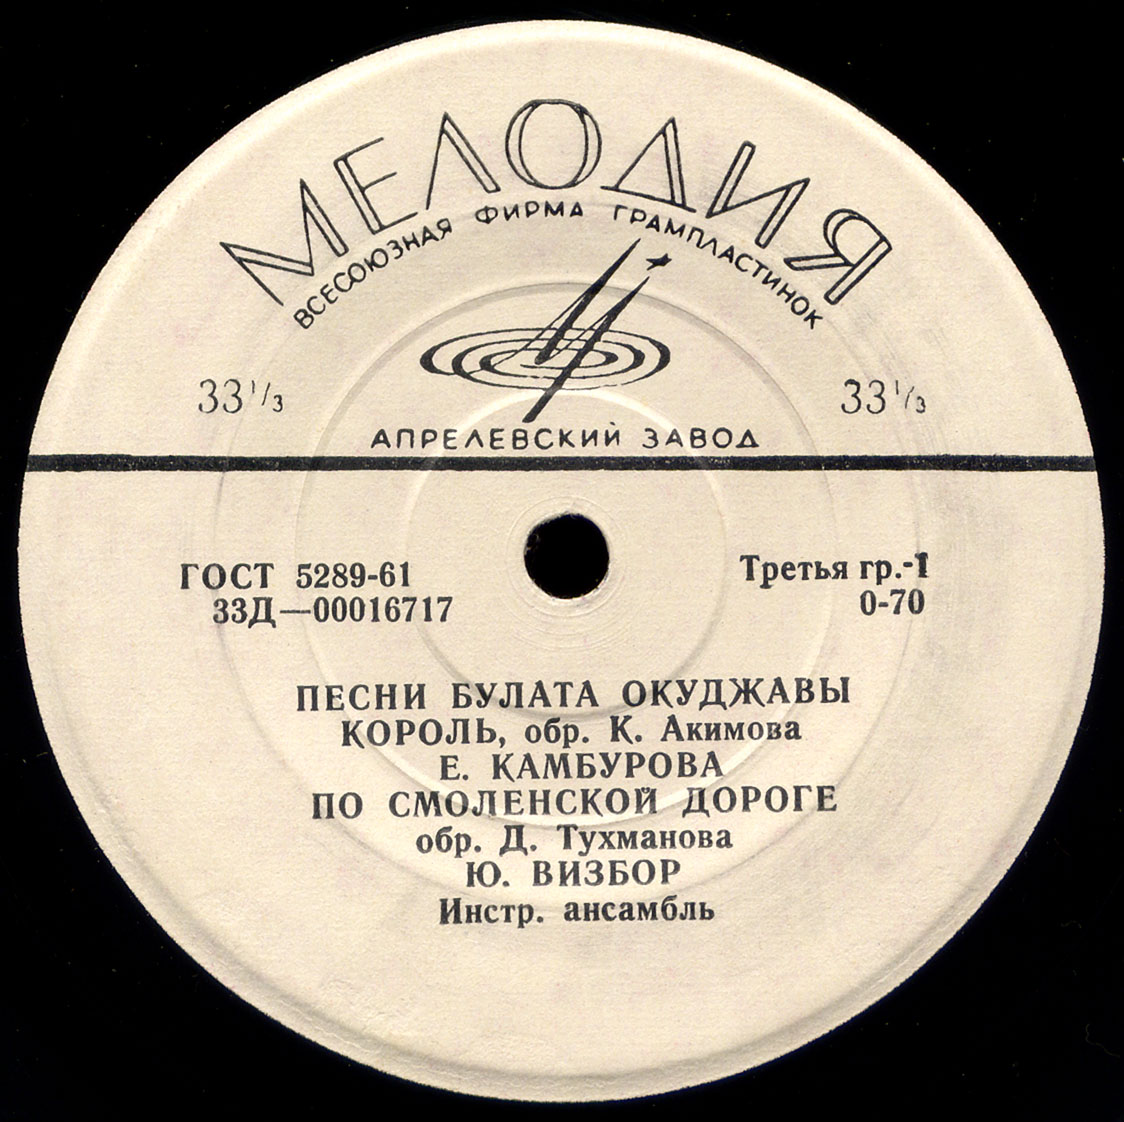 МЕЛОДИЯ
ВСЕСОЮЗНАЯ ФИРМА ГРАМПЛАСТИНОК
33⅓ 33⅓
АПРЕЛЕВСКИЙ ЗАВОД
ГОСТ 5289-61 Третья гр.-1
33Д—00016717 0-70
ПЕСНИ БУЛАТА ОКУДЖАВЫ
КОРОЛЬ, обр. К. Акимова
Е. КАМБУРОВА
ПО СМОЛЕНСКОЙ ДОРОГЕ
обр. Д. Тухманова
Ю. ВИЗБОР
Инстр. ансамбль